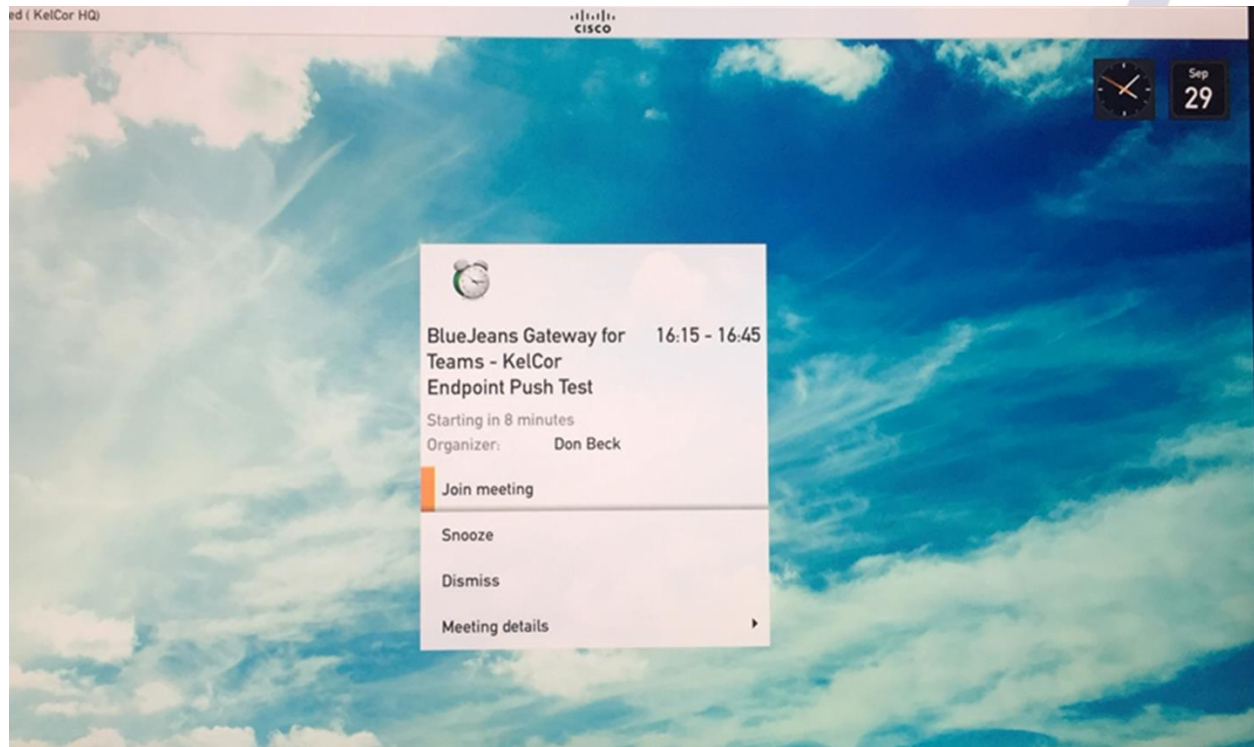 ed ( KelCor HQ)
CISCO
Sep
29
BlueJeans Gateway for 16:15 - 16:45
Teams - KelCor
Endpoint Push Test
Starting in 8 minutes
Organizer: Don Beck
Join meeting
Snooze
Dismiss
Meeting details